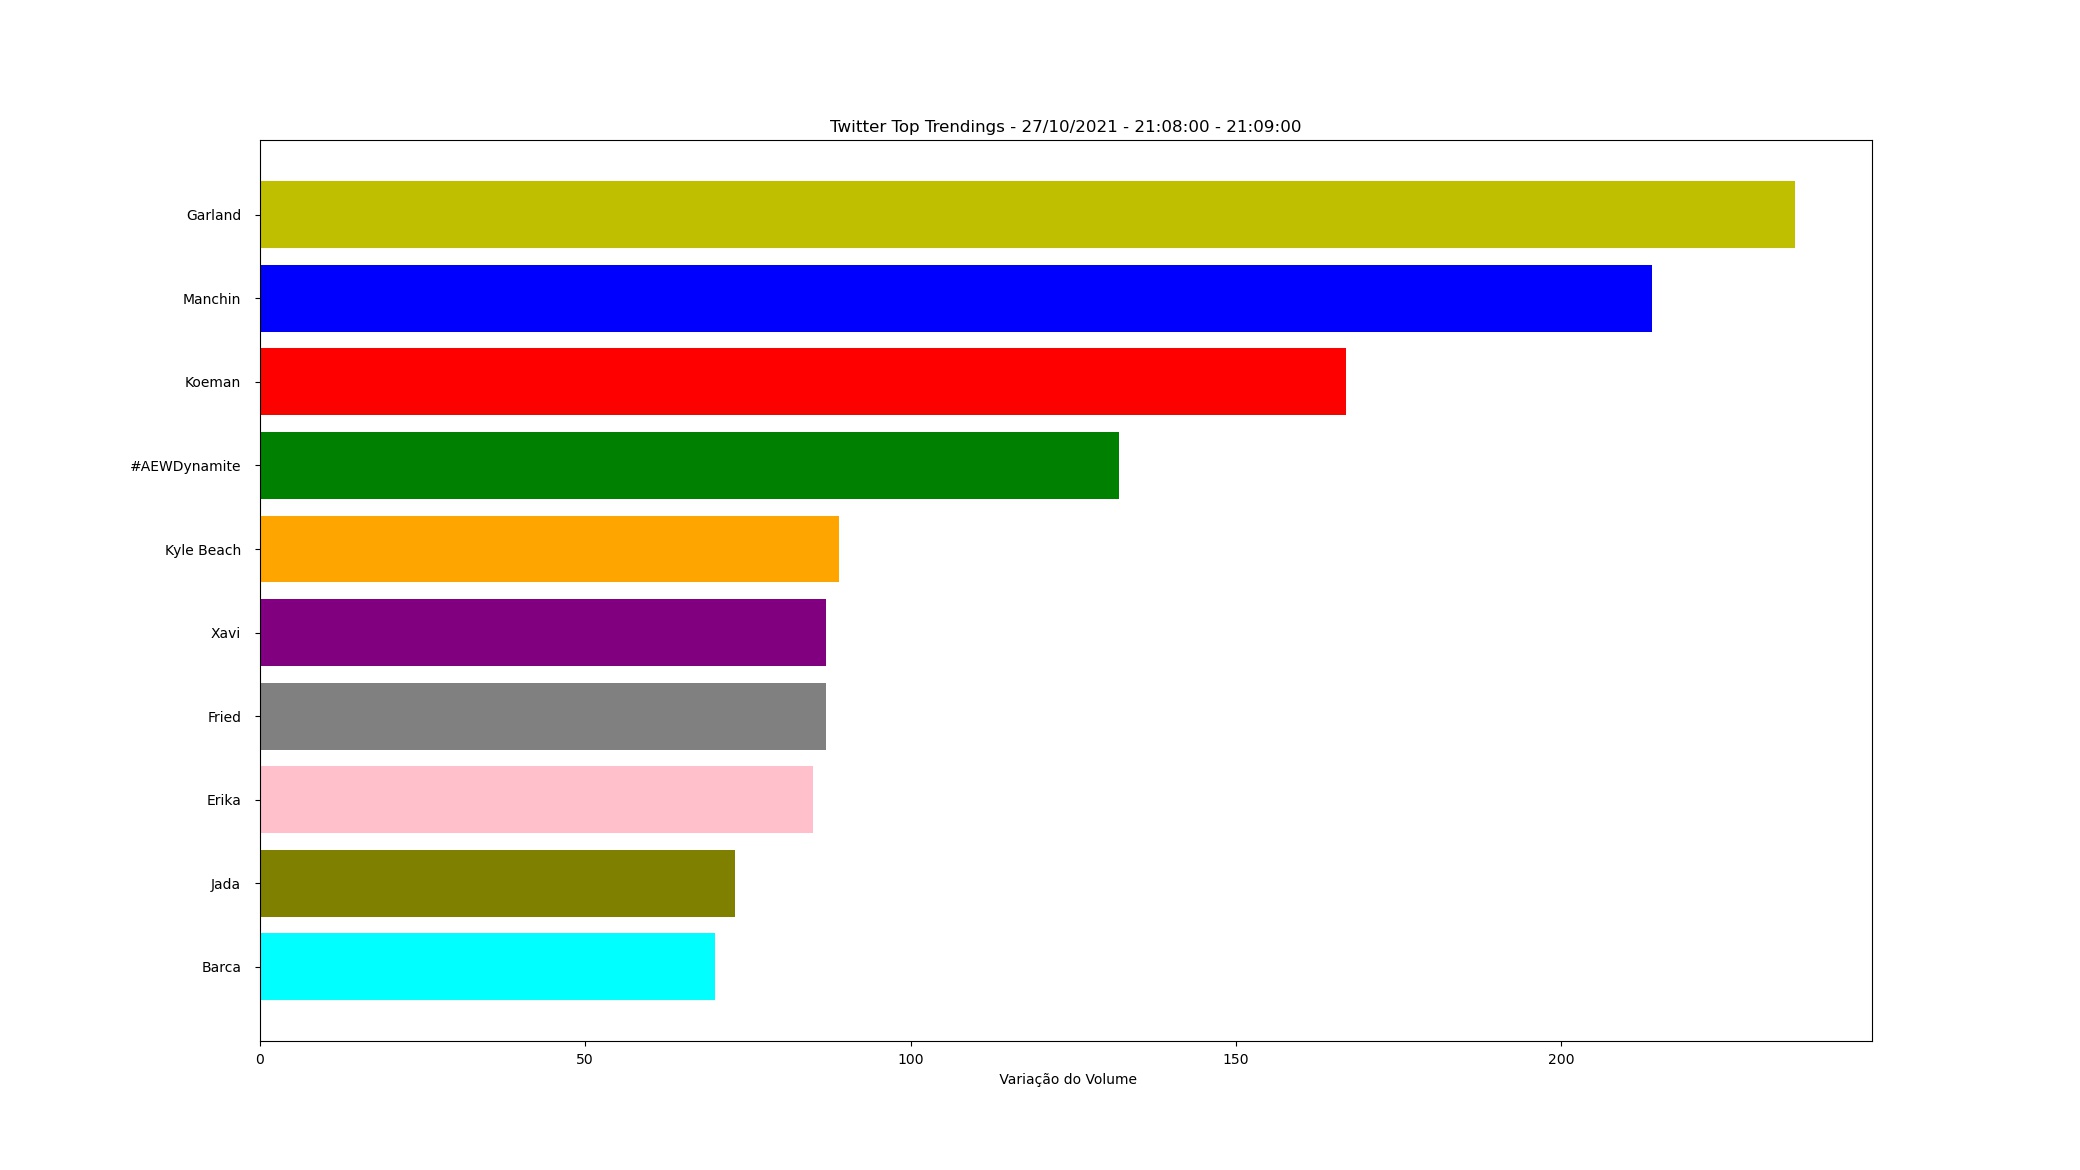 Twitter Top Trendings - 27/10/2021 - 21:08:00 - 21:09:00
Garland
Manchin
Koeman
#AEWDynamite
Kyle Beach
Xavi
Fried
Erika
Jada
Barca
0 50 100 150 200
Variação do Volume